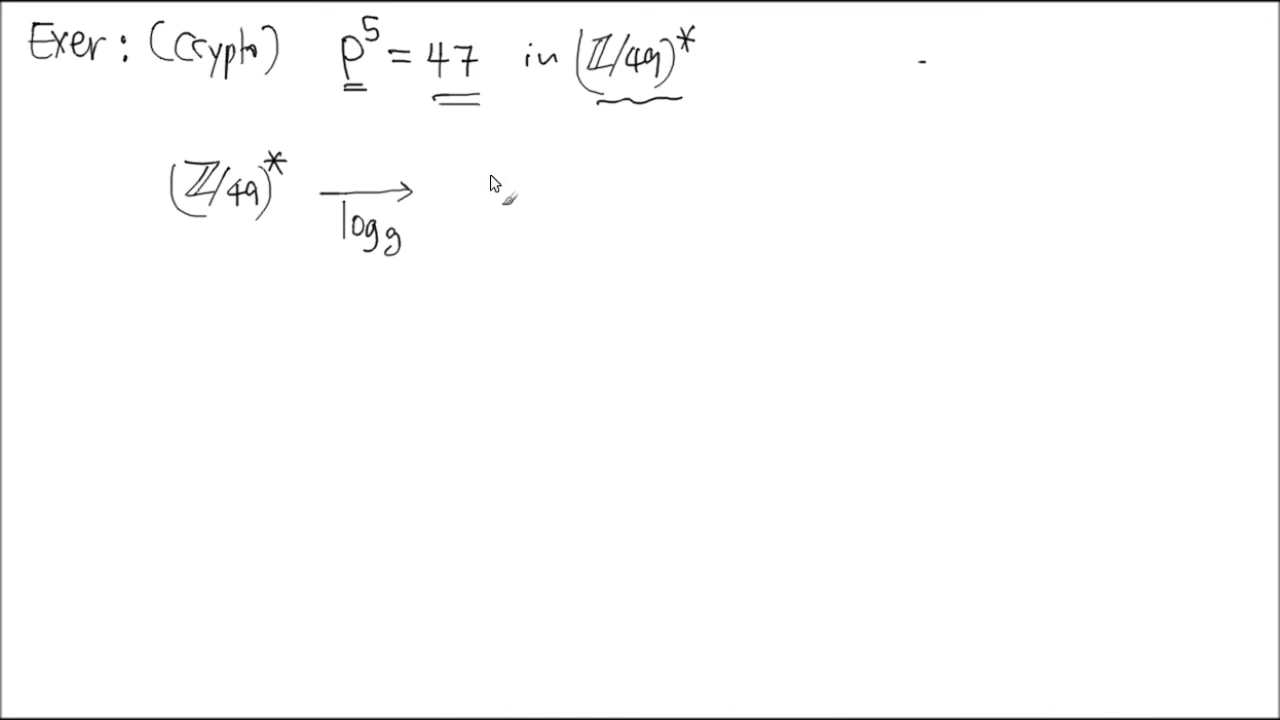 Exer: (Crypto) P^5 = 47 in (ℤ/49)^*
(ℤ/49)^* ⟶ log_g